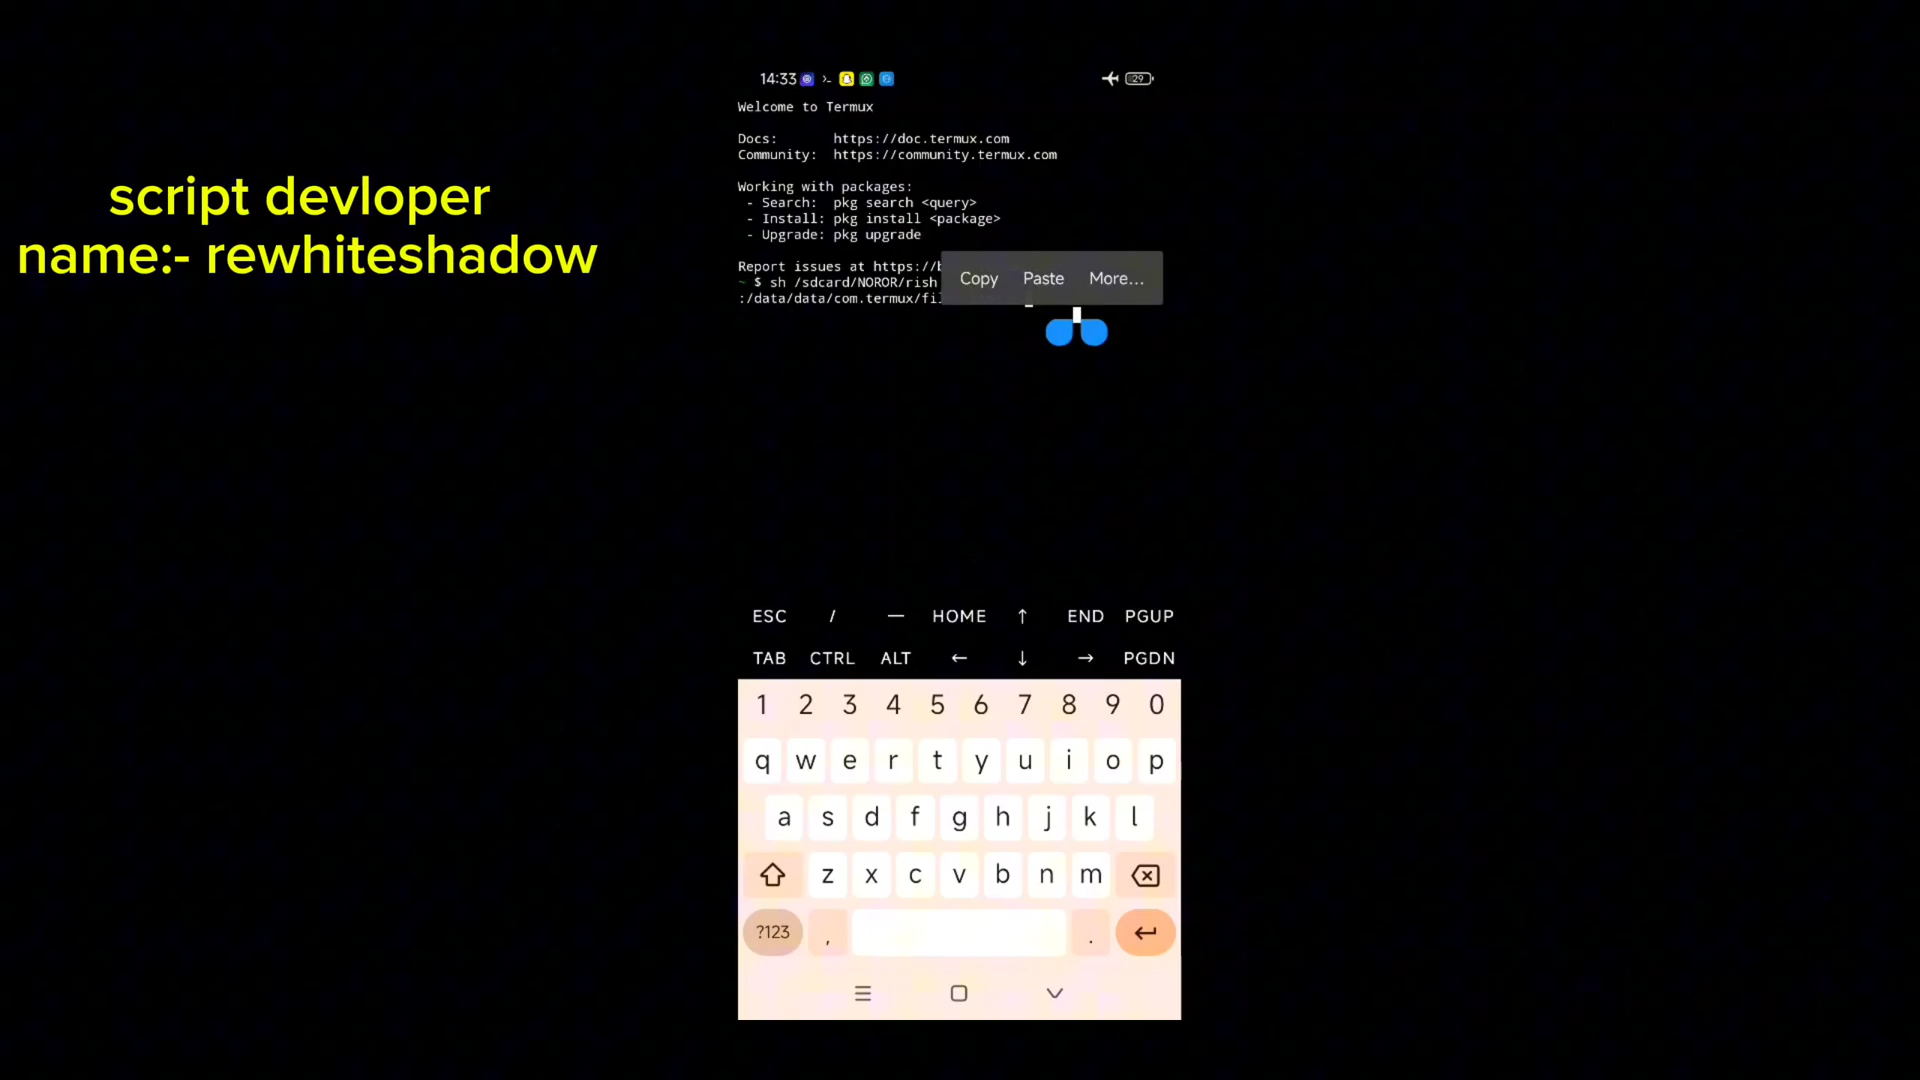 script devloper
name:- rewhiteshadow
14:33
29
Welcome to Termux
Docs: https://doc.termux.com
Community: https://community.termux.com
Working with packages:
- Search: pkg search <query>
- Install: pkg install <package>
- Upgrade: pkg upgrade
Report issues at https://
~ $ sh /sdcard/NOROR/rish
:/data/data/com.termux/fil
Copy Paste More...
ESC / — HOME ↑ END PGUP
TAB CTRL ALT ← ↓ → PGDN
1 2 3 4 5 6 7 8 9 0
q w e r t y u i o p
a s d f g h j k l
z x c v b n m
?123 , .